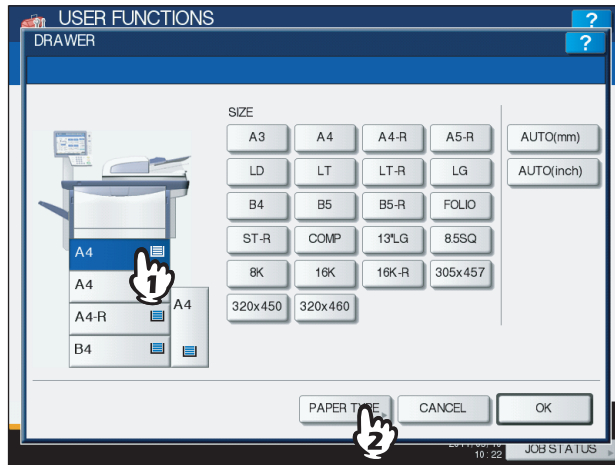 USER FUNCTIONS
?
DRAWER
?
SIZE
A3 A4 A4-R A5-R AUTO(mm)
LD LT LT-R LG AUTO(inch)
B4 B5 B5-R FOLIO
ST-R COMP 13"LG 8.5SQ
8K 16K 16K-R 305x457
320x450 320x460
A4
1
A4
A4
A4-R
B4
PAPER TYPE CANCEL OK
2
10:22
JOB STATUS